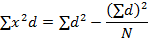 ∑x²d = ∑d² − (∑d)²/N